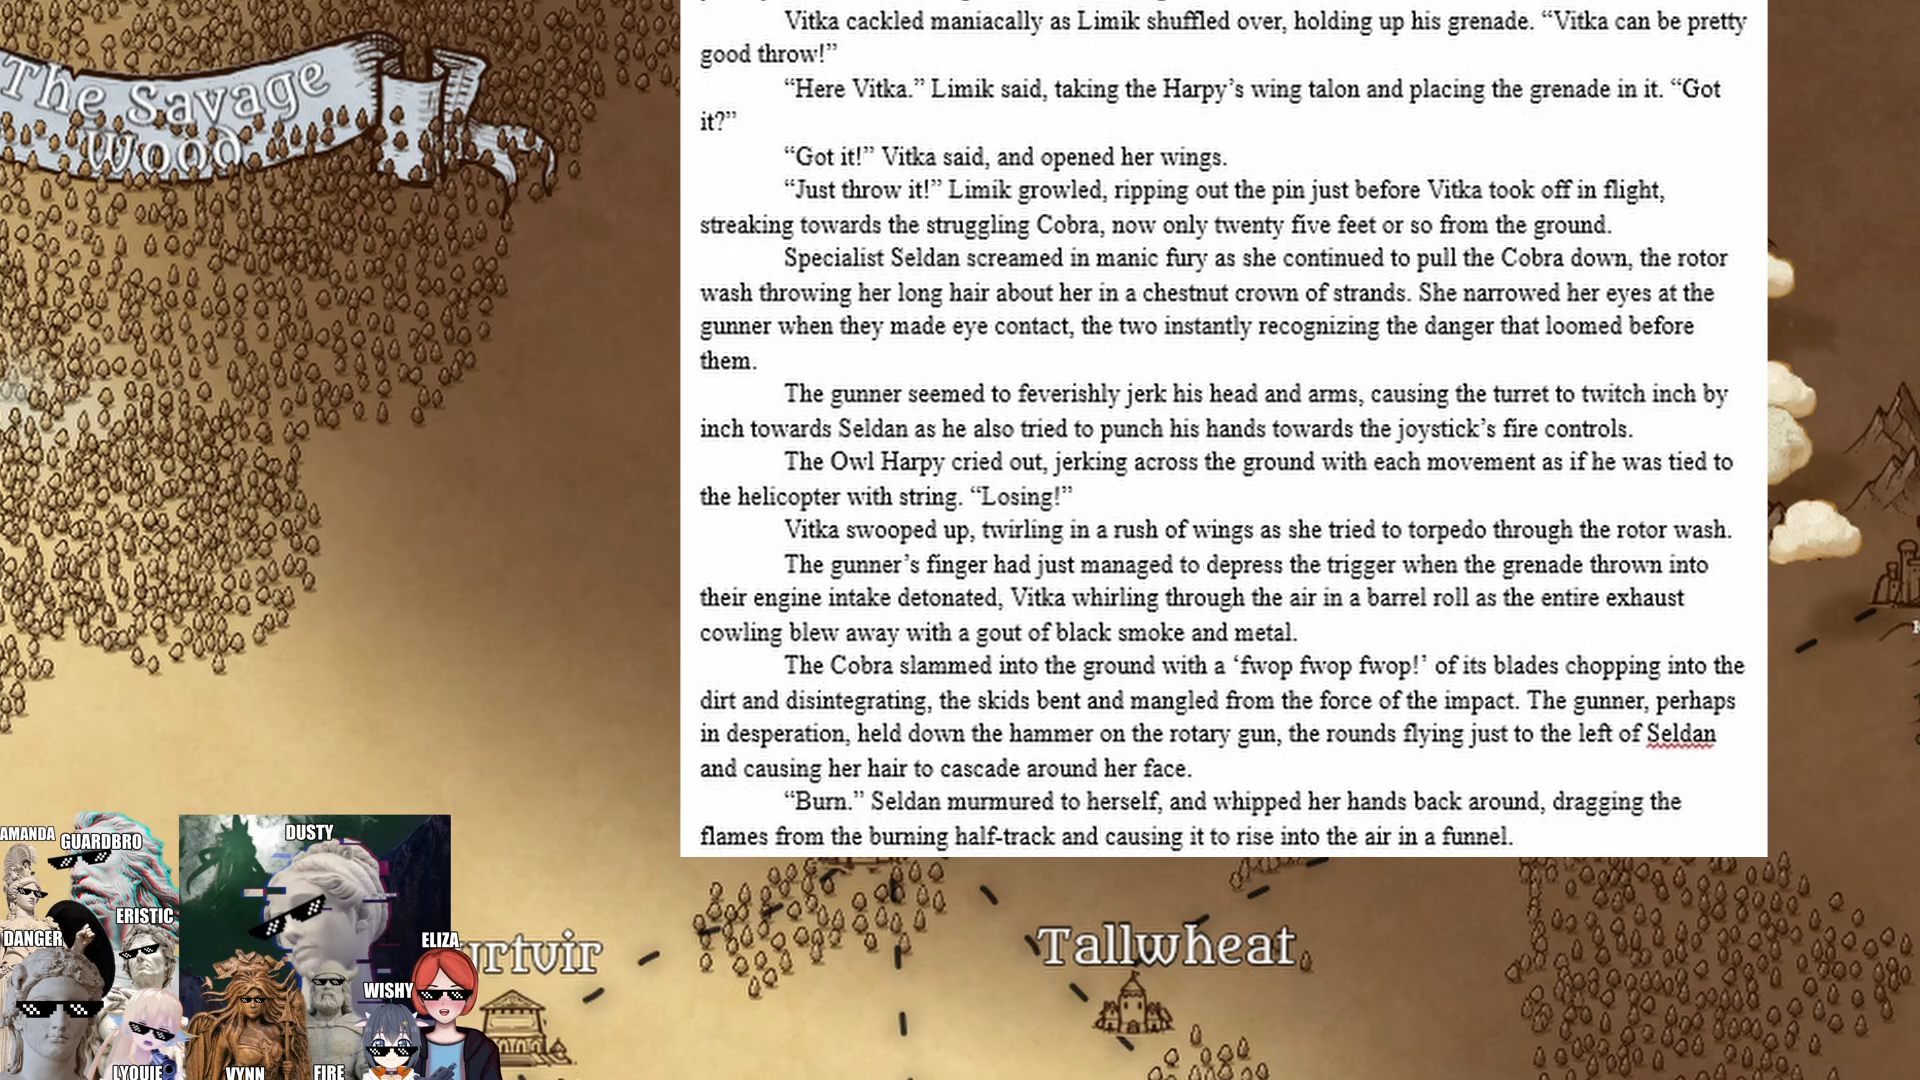 Vitka cackled maniacally as Limik shuffled over, holding up his grenade. “Vitka can be pretty
good throw!”
“Here Vitka.” Limik said, taking the Harpy’s wing talon and placing the grenade in it. “Got
it?”
“Got it!” Vitka said, and opened her wings.
“Just throw it!” Limik growled, ripping out the pin just before Vitka took off in flight,
streaking towards the struggling Cobra, now only twenty five feet or so from the ground.
Specialist Seldan screamed in manic fury as she continued to pull the Cobra down, the rotor
wash throwing her long hair about her in a chestnut crown of strands. She narrowed her eyes at the
gunner when they made eye contact, the two instantly recognizing the danger that loomed before
them.
The gunner seemed to feverishly jerk his head and arms, causing the turret to twitch inch by
inch towards Seldan as he also tried to punch his hands towards the joystick’s fire controls.
The Owl Harpy cried out, jerking across the ground with each movement as if he was tied to
the helicopter with string. “Losing!”
Vitka swooped up, twirling in a rush of wings as she tried to torpedo through the rotor wash.
The gunner’s finger had just managed to depress the trigger when the grenade thrown into
their engine intake detonated, Vitka whirling through the air in a barrel roll as the entire exhaust
cowling blew away with a gout of black smoke and metal.
The Cobra slammed into the ground with a ‘fwop fwop fwop!’ of its blades chopping into the
dirt and disintegrating, the skids bent and mangled from the force of the impact. The gunner, perhaps
in desperation, held down the hammer on the rotary gun, the rounds flying just to the left of Seldan
and causing her hair to cascade around her face.
“Burn.” Seldan murmured to herself, and whipped her hands back around, dragging the
flames from the burning half-track and causing it to rise into the air in a funnel.
The Savage
Wood
AMANDA
GUARDBRO
DUSTY
ERISTIC
DANGER
ELIZA
WISHY
LYQUIE
VYNN
FIRE
Tallwheat